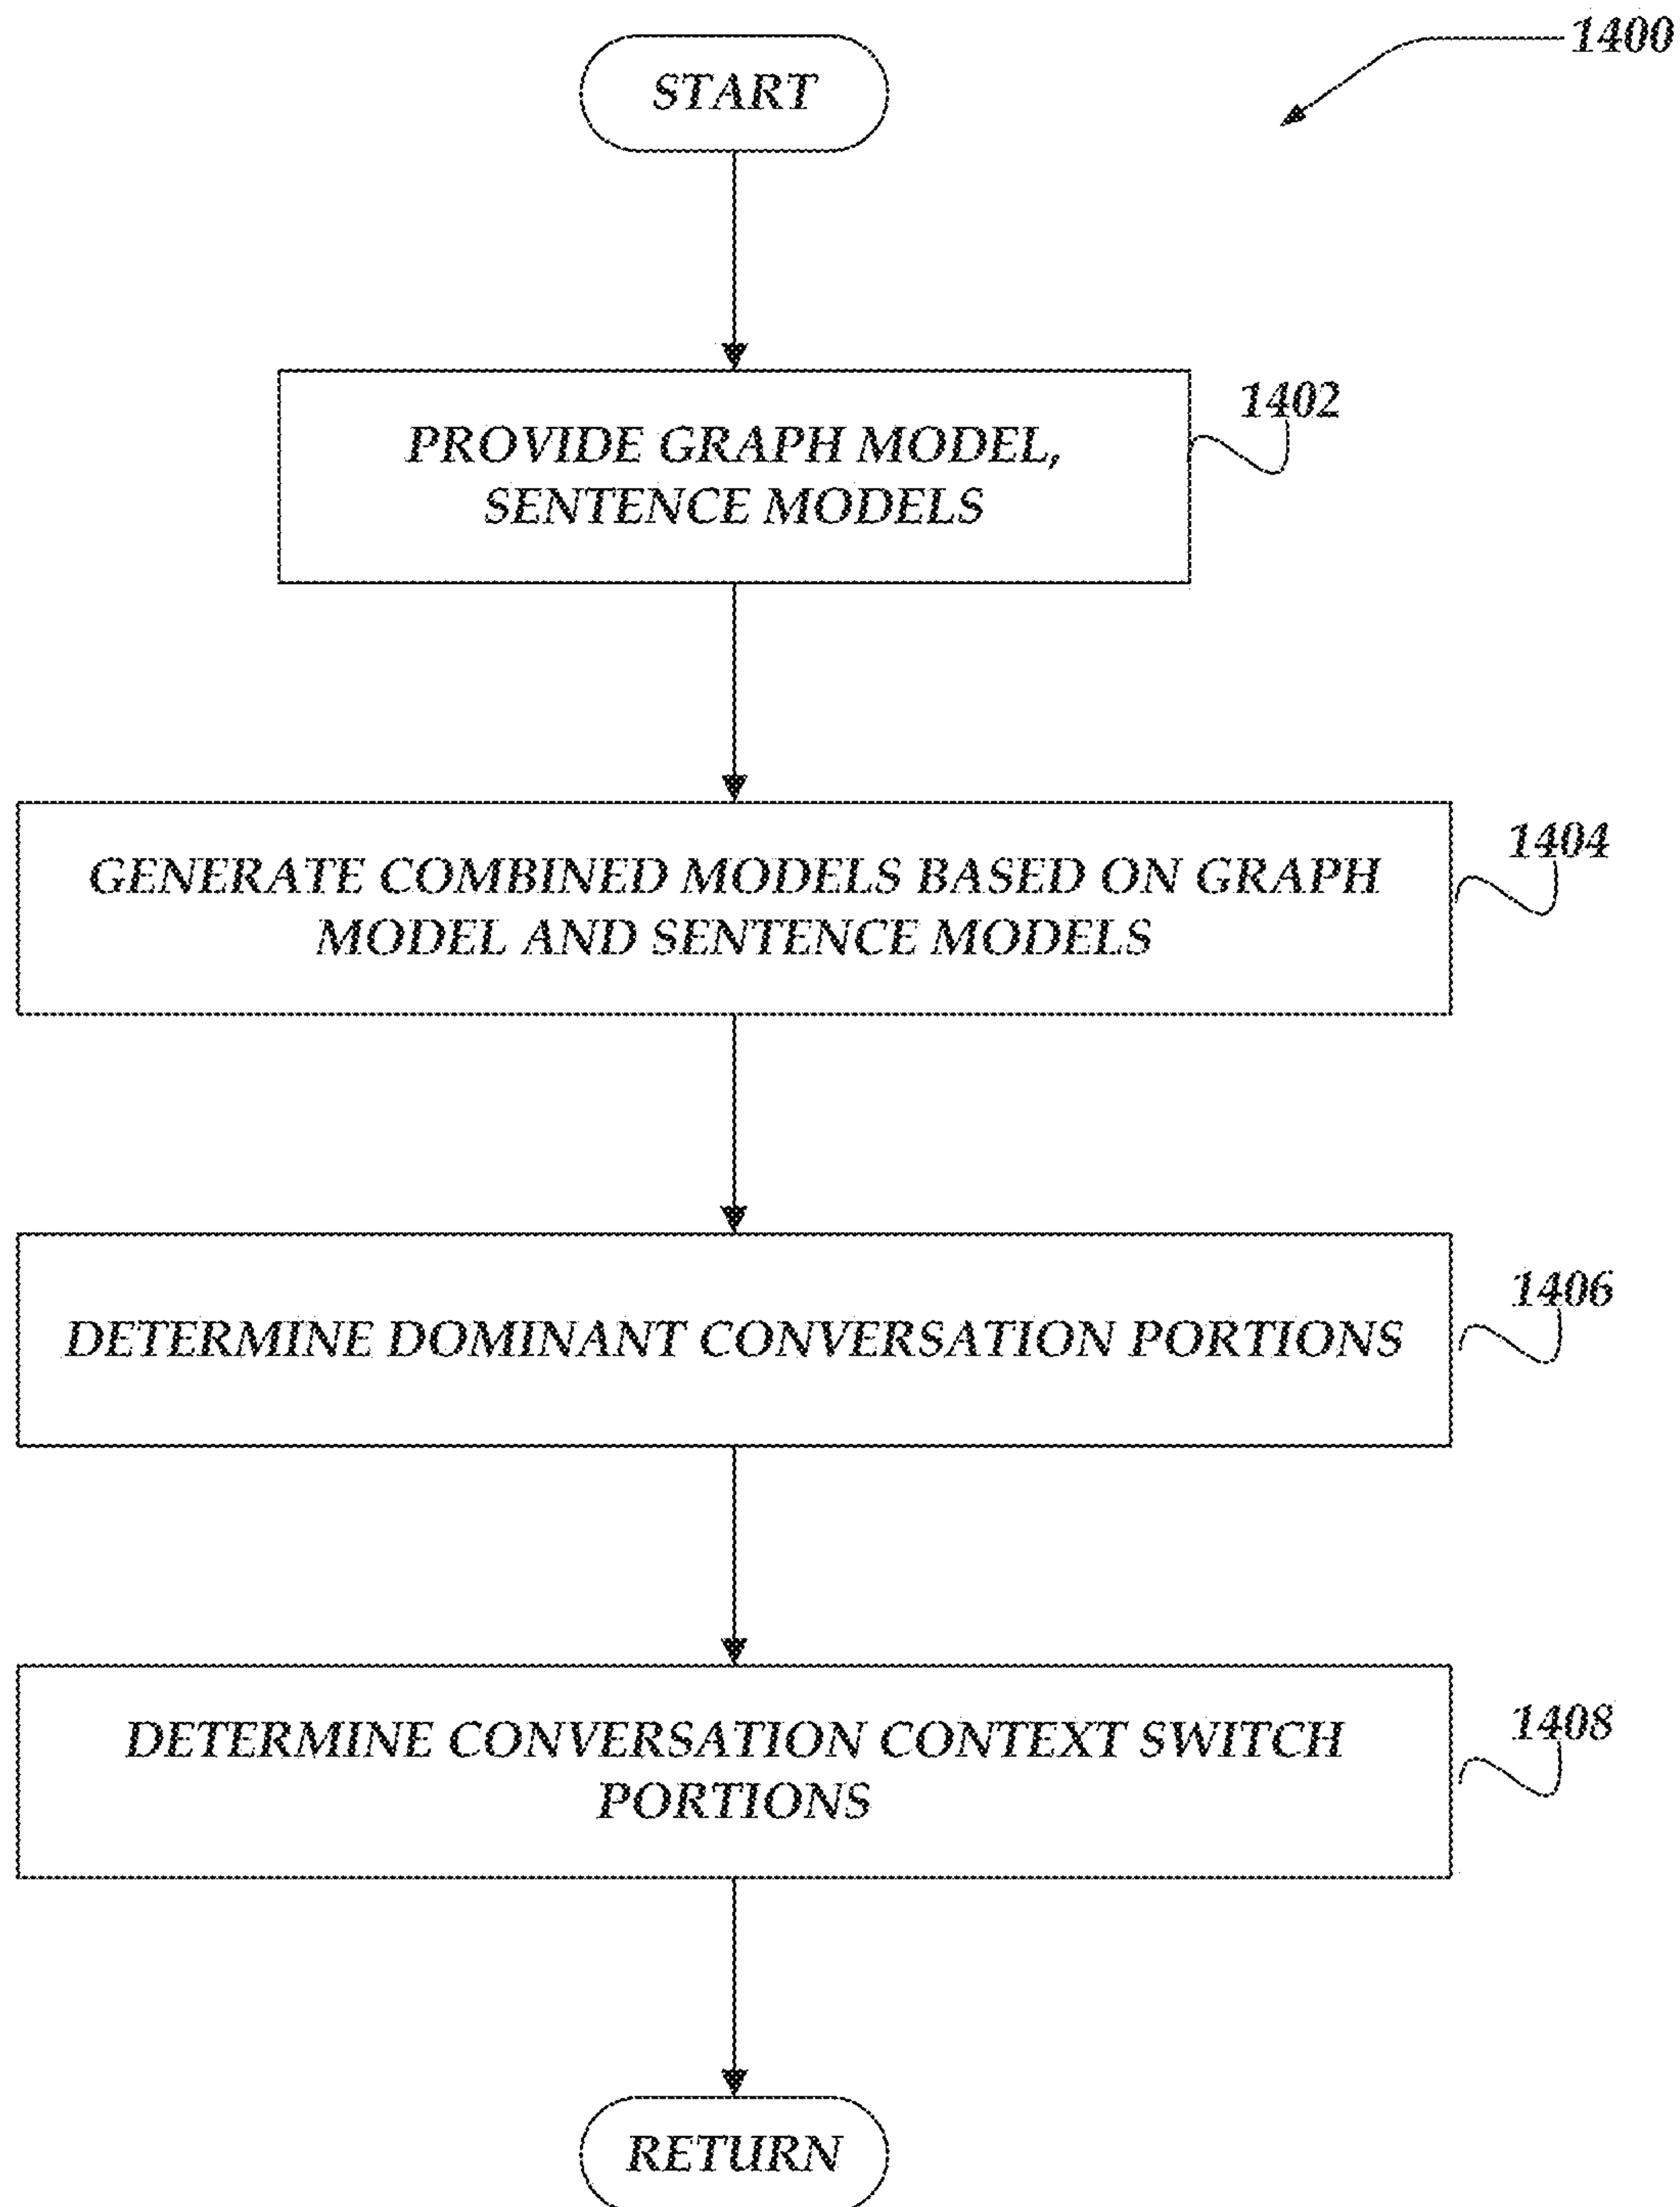 1400
START
1402
PROVIDE GRAPH MODEL,
SENTENCE MODELS
1404
GENERATE COMBINED MODELS BASED ON GRAPH
MODEL AND SENTENCE MODELS
1406
DETERMINE DOMINANT CONVERSATION PORTIONS
1408
DETERMINE CONVERSATION CONTEXT SWITCH
PORTIONS
RETURN